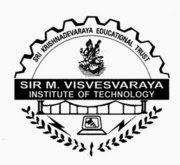 SRI KRISHNADEVARAYA EDUCATIONAL TRUST
SIR M. VISVESVARAYA
INSTITUTE OF TECHNOLOGY